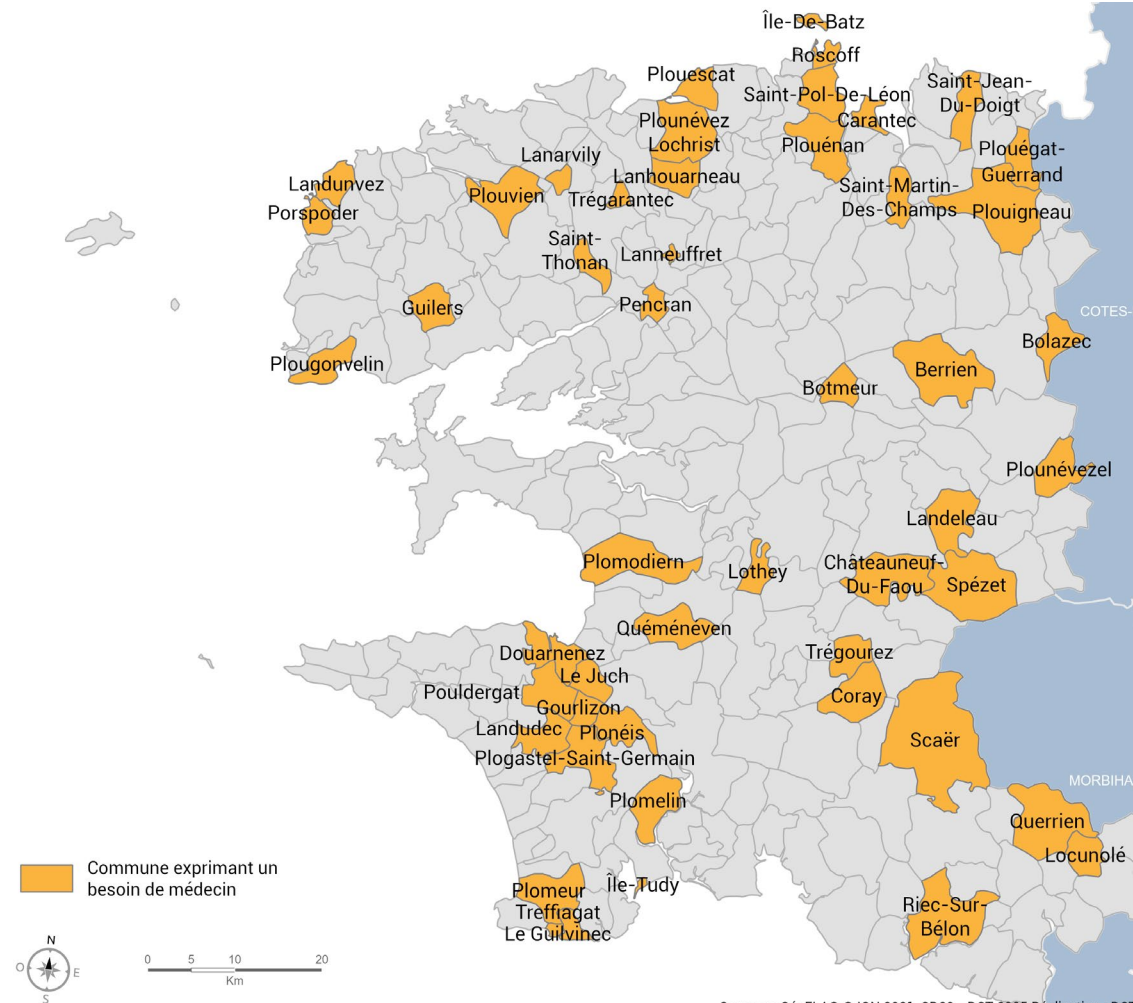 Île-De-Batz
Roscoff
Plouescat
Saint-Jean-
Du-Doigt
Saint-Pol-De-Léon
Carantec
Plounévez
Lochrist
Plouénan
Plouégat-
Guerrand
Lanarvily
Lanhouarneau
Landunvez
Plouvien
Trégarantec
Saint-Martin-
Des-Champs
Plouigneau
Porspoder
Saint-
Thonan
Lanneuffret
Guilers
Pencran
COTES-
Bolazec
Plougonvelin
Berrien
Botmeur
Plounévezel
Landeleau
Plomodiern
Lothey
Châteauneuf-
Du-Faou
Spézet
Quéménéven
Douarnenez
Trégourez
Le Juch
Pouldergat
Coray
Gourlizon
Landudec
Plonéis
Scaër
Plogastel-Saint-Germain
MORBIHA
Plomelin
Querrien
Locunolé
Commune exprimant un
besoin de médecin
Plomeur
Île-Tudy
Treffiagat
Riec-Sur-
Bélon
Le Guilvinec
N
O
E
S
0 5 10 20
Km